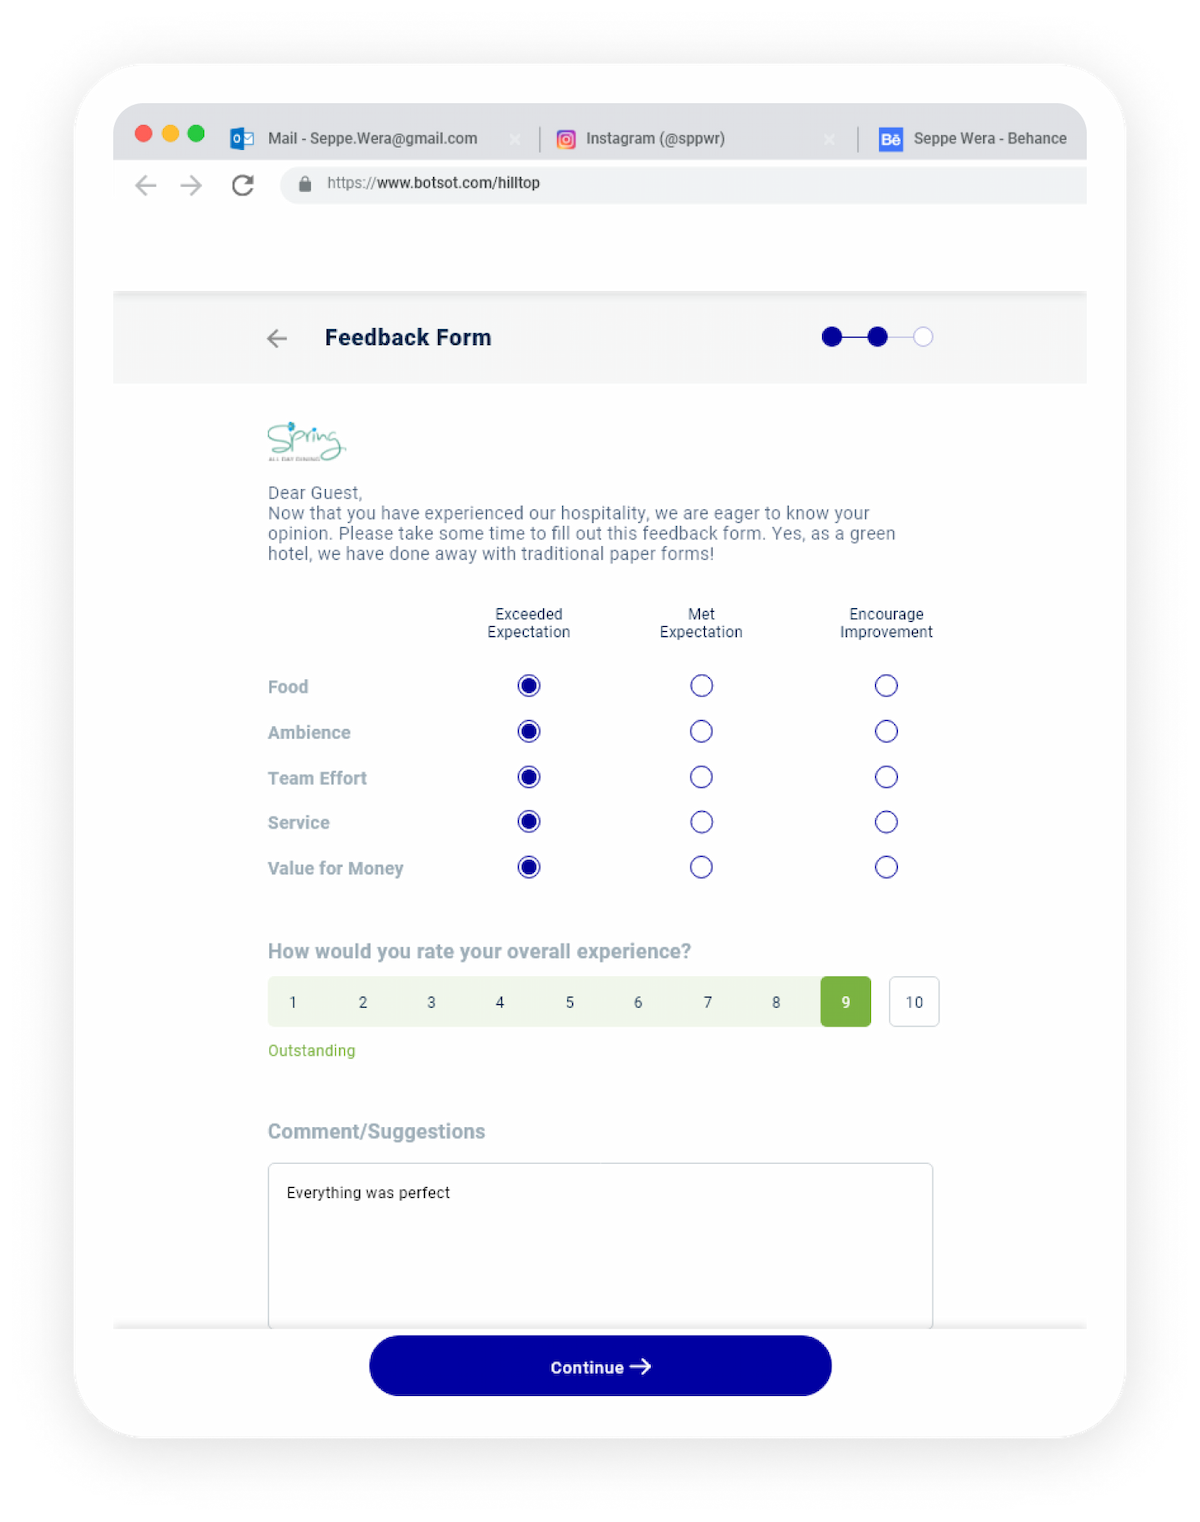 Mail - Seppe.Wera@gmail.com
Instagram (@sppwr)
Bē
Seppe Wera - Behance
https://www.botsot.com/hilltop
Feedback Form
Spring
ALL DAY DINING
Dear Guest,
Now that you have experienced our hospitality, we are eager to know your
opinion. Please take some time to fill out this feedback form. Yes, as a green
hotel, we have done away with traditional paper forms!
Exceeded
Expectation
Met
Expectation
Encourage
Improvement
Food
Ambience
Team Effort
Service
Value for Money
How would you rate your overall experience?
1 2 3 4 5 6 7 8 9 10
Outstanding
Comment/Suggestions
Everything was perfect
Continue